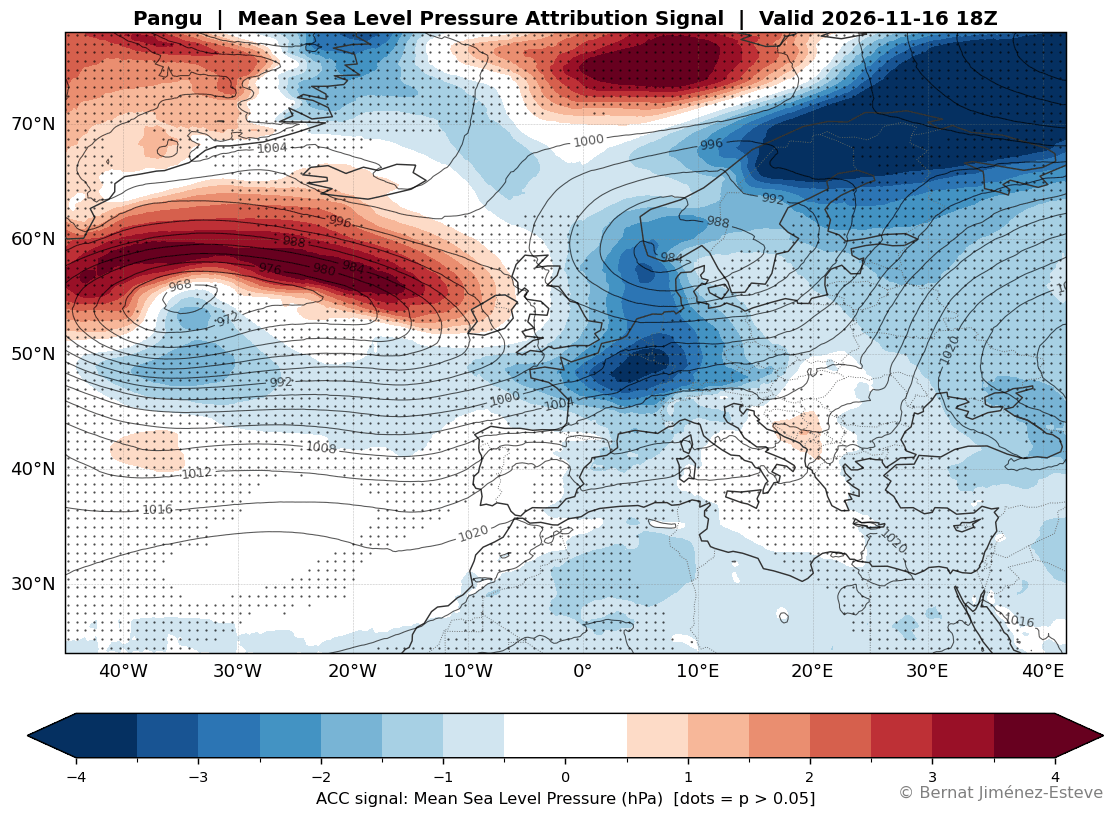 Pangu | Mean Sea Level Pressure Attribution Signal | Valid 2026-11-16 18Z
70°N
60°N
50°N
40°N
30°N
1000
996
1004
992
996
988
988
984
976
980
984
968
972
992
1000
1004
1020
1008
1012
1016
1020
1020
1016
40°W
30°W
20°W
10°W
0°
10°E
20°E
30°E
40°E
−4
−3
−2
−1
0
1
2
3
4
ACC signal: Mean Sea Level Pressure (hPa) [dots = p > 0.05]
© Bernat Jiménez-Esteve